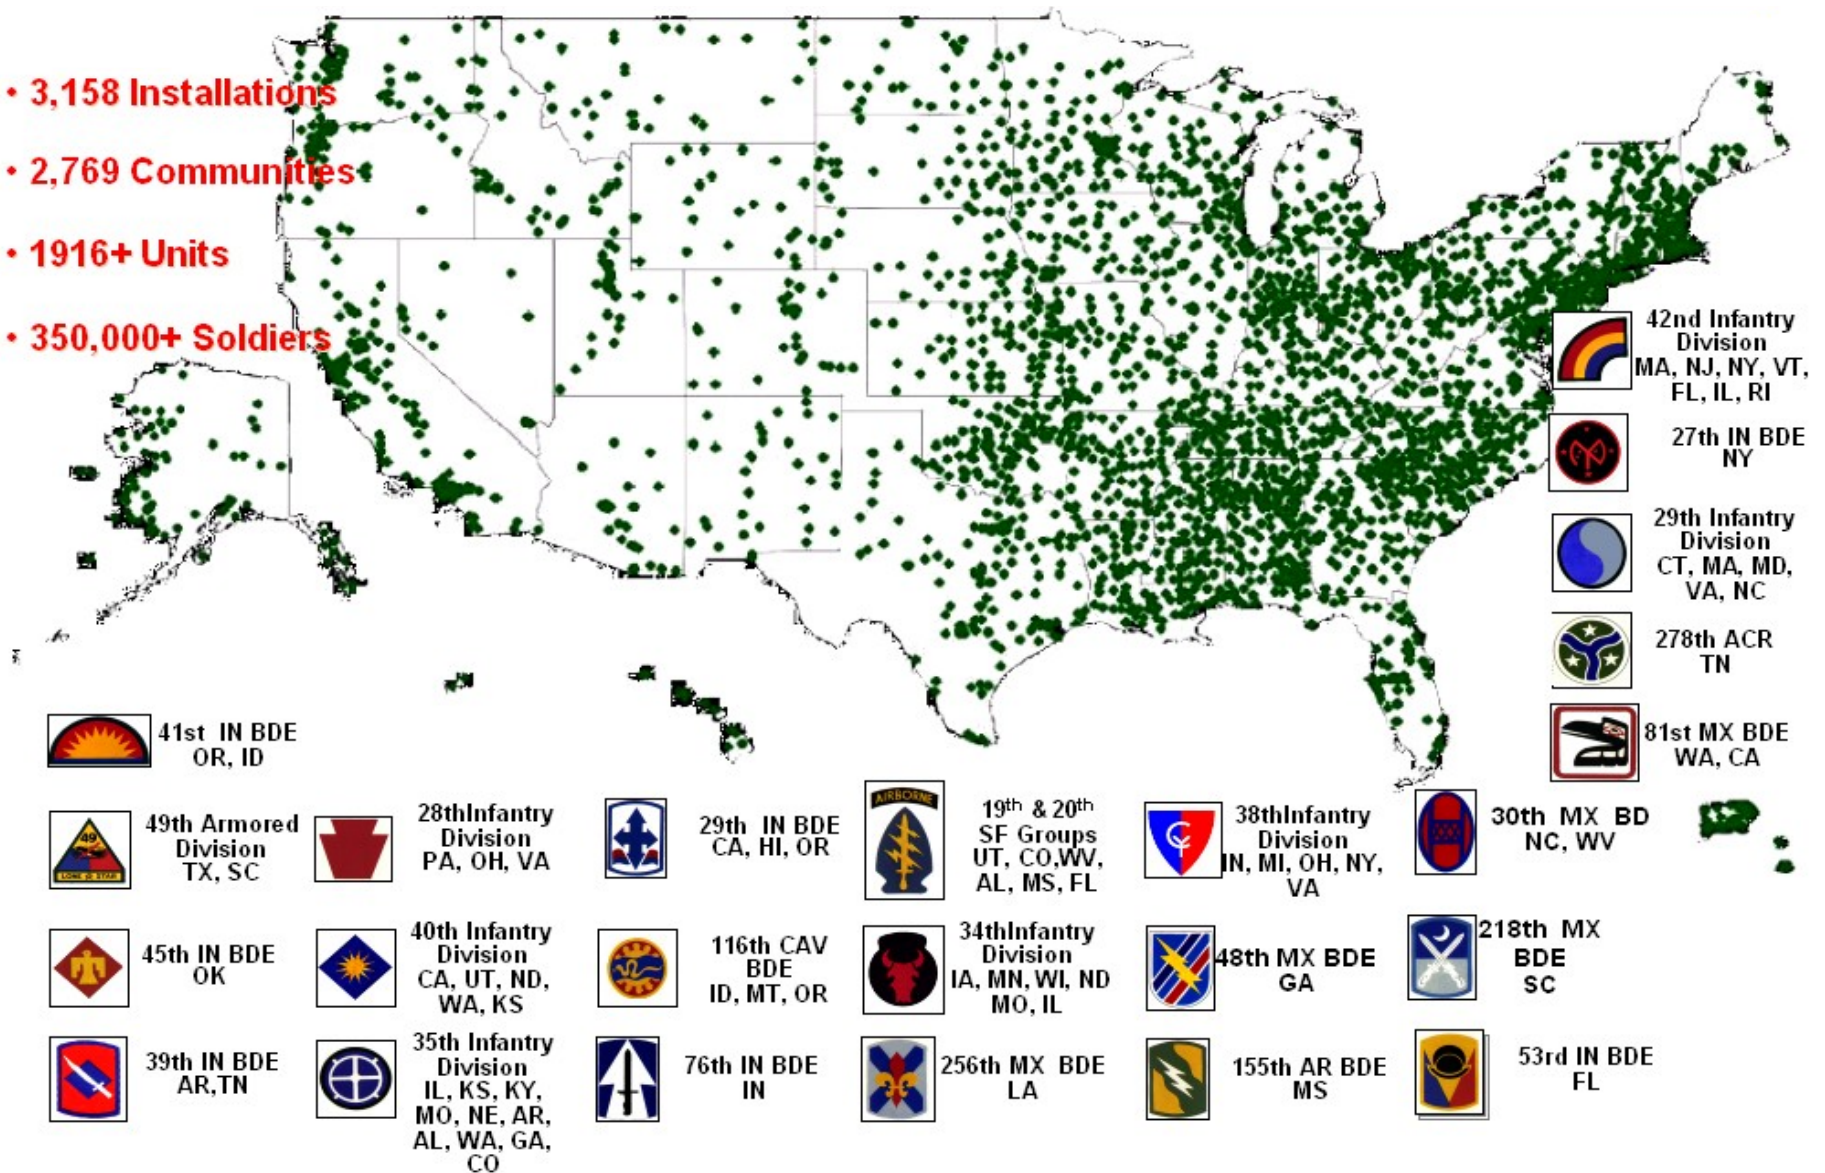 • 3,158 Installations
• 2,769 Communities
• 1916+ Units
• 350,000+ Soldiers
42nd Infantry
Division
MA, NJ, NY, VT,
FL, IL, RI
27th IN BDE
NY
29th Infantry
Division
CT, MA, MD,
VA, NC
278th ACR
TN
81st MX BDE
WA, CA
41st IN BDE
OR, ID
49
LONE STAR
49th Armored
Division
TX, SC
28thInfantry
Division
PA, OH, VA
29th IN BDE
CA, HI, OR
AIRBORNE
19th & 20th
SF Groups
UT, CO,WV,
AL, MS, FL
38thInfantry
Division
IN, MI, OH, NY,
VA
30th MX BD
NC, WV
45th IN BDE
OK
40th Infantry
Division
CA, UT, ND,
WA, KS
116th CAV
BDE
ID, MT, OR
34thInfantry
Division
IA, MN, WI, ND
MO, IL
48th MX BDE
GA
218th MX
BDE
SC
39th IN BDE
AR,TN
35th Infantry
Division
IL, KS, KY,
MO, NE, AR,
AL, WA, GA,
CO
76th IN BDE
IN
256th MX BDE
LA
155th AR BDE
MS
53rd IN BDE
FL